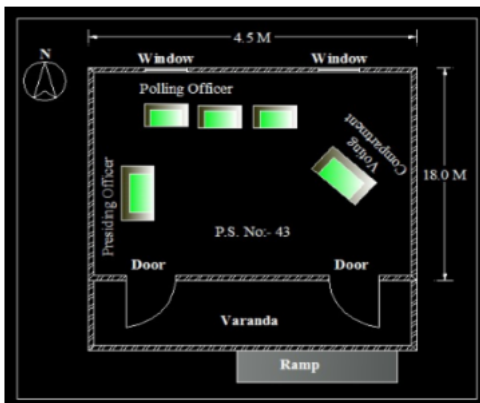 N
4.5 M
Window
Window
Polling Officer
Voting
Compartment
18.0 M
Presiding Officer
P.S. No:- 43
Door
Door
Varanda
Ramp